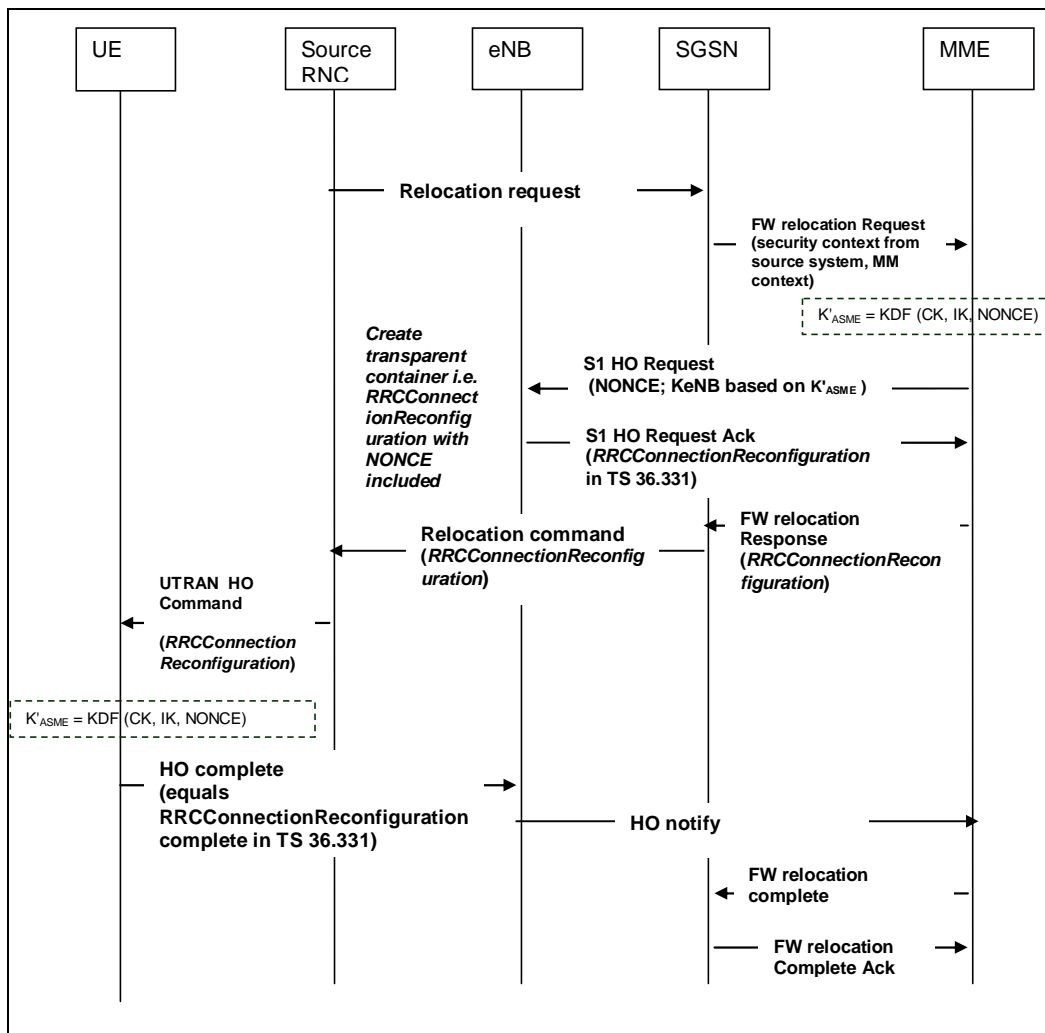 UE
Source
RNC
eNB
SGSN
MME
Relocation request
FW relocation Request
(security context from
source system, MM
context)
K'ASME = KDF (CK, IK, NONCE)
Create
transparent
container i.e.
RRCConnect
ionReconfig
uration with
NONCE
included
S1 HO Request
(NONCE; KeNB based on K'ASME )
S1 HO Request Ack
(RRCConnectionReconfiguration
in TS 36.331)
Relocation command
(RRCConnectionReconfig
uration)
FW relocation
Response
(RRCConnectionRecon
figuration)
UTRAN HO
Command
(RRCConnection
Reconfiguration)
K'ASME = KDF (CK, IK, NONCE)
HO complete
(equals
RRCConnectionReconfiguration
complete in TS 36.331)
HO notify
FW relocation
complete
FW relocation
Complete Ack